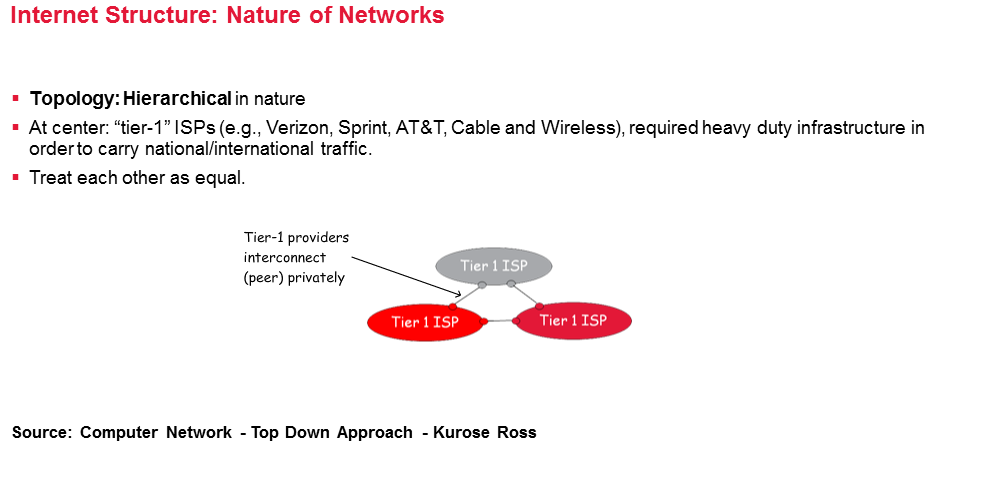 Internet Structure: Nature of Networks
Topology: Hierarchical in nature
At center: “tier-1” ISPs (e.g., Verizon, Sprint, AT&T, Cable and Wireless), required heavy duty infrastructure in
order to carry national/international traffic.
Treat each other as equal.
Tier-1 providers
interconnect
(peer) privately
Tier 1 ISP
Tier 1 ISP
Tier 1 ISP
Source: Computer Network - Top Down Approach - Kurose Ross